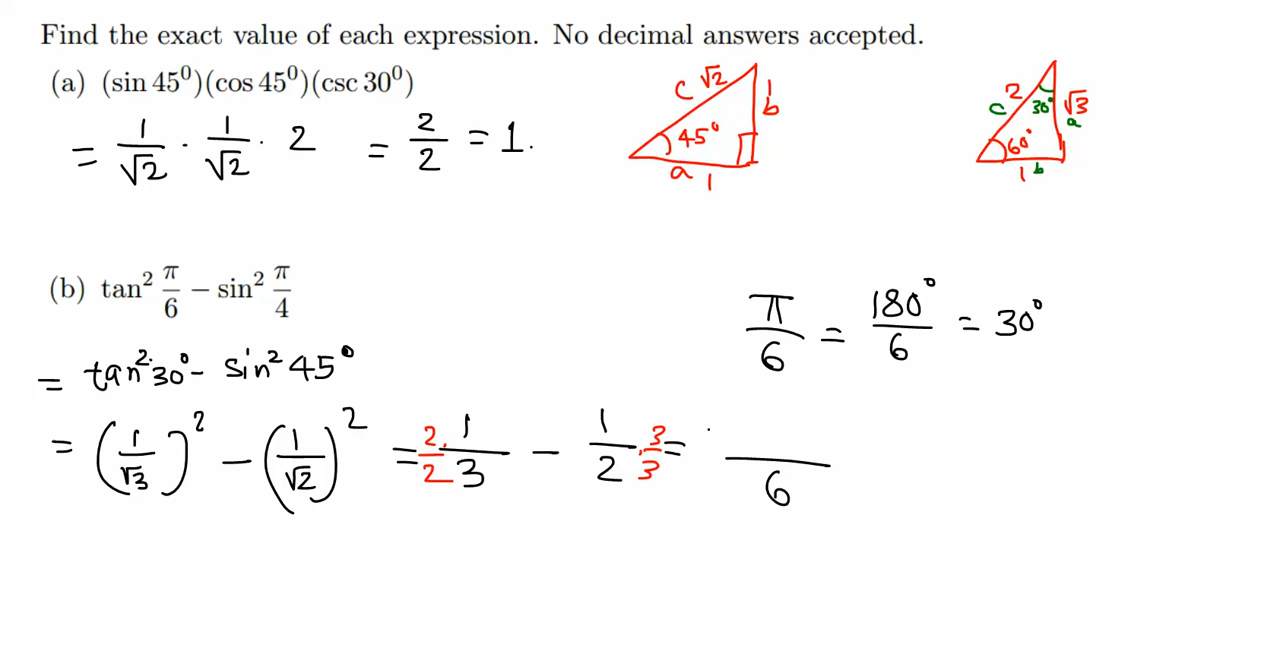 Find the exact value of each expression. No decimal answers accepted.
(a) (sin 45⁰)(cos 45⁰)(csc 30⁰)
= 1/√2 · 1/√2 · 2 = 2/2 = 1.
c √2 1 b 45° a 1
2 c 30° √3 a 60° 1 b
(b) tan² π/6 − sin² π/4
π/6 = 180°/6 = 30°
= tan² 30° − sin² 45°
= (1/√3)² − (1/√2)² = 2/2 · 1/3 − 1/2 · 3/3 = /6